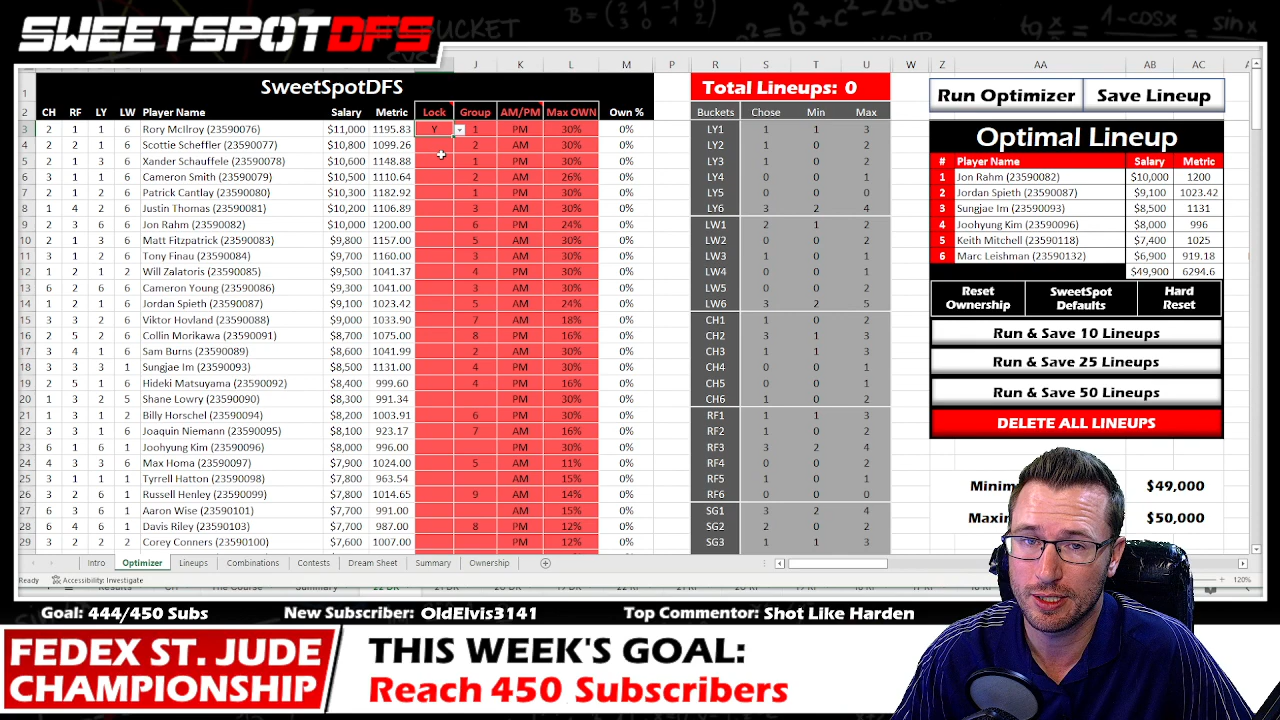 SWEETSPOTDFS
SweetSpotDFS
CH RF LY LW Player Name Salary Metric Lock Group AM/PM Max OWN Own %
2 1 1 6 Rory McIlroy (23590076) $11,000 1195.83 Y 1 PM 30% 0%
2 2 1 6 Scottie Scheffler (23590077) $10,800 1099.26 2 AM 30% 0%
3 1 2 6 Xander Schauffele (23590078) $10,600 1148.88 1 PM 30% 0%
3 1 1 6 Cameron Smith (23590079) $10,500 1110.64 2 AM 26% 0%
2 1 1 6 Patrick Cantlay (23590080) $10,300 1182.92 1 PM 30% 0%
1 4 2 6 Justin Thomas (23590081) $10,200 1106.89 3 AM 30% 0%
2 3 6 6 Jon Rahm (23590082) $10,000 1200.00 6 PM 24% 0%
2 1 3 6 Matt Fitzpatrick (23590083) $9,800 1157.00 5 AM 30% 0%
3 1 2 1 Tony Finau (23590084) $9,700 1160.00 3 AM 30% 0%
1 2 1 2 Will Zalatoris (23590085) $9,500 1041.37 4 PM 30% 0%
6 2 1 6 Cameron Young (23590086) $9,300 1041.00 3 AM 30% 0%
2 1 6 6 Jordan Spieth (23590087) $9,100 1023.42 5 AM 24% 0%
3 3 2 6 Viktor Hovland (23590088) $9,000 1033.90 7 AM 18% 0%
2 1 3 6 Collin Morikawa (23590090) $8,700 1075.00 8 PM 16% 0%
3 4 1 6 Sam Burns (23590089) $8,600 1041.99 2 AM 30% 0%
3 3 3 1 Sungjae Im (23590093) $8,500 1131.00 4 PM 30% 0%
2 5 1 6 Hideki Matsuyama (23590092) $8,400 999.60 4 AM 16% 0%
1 3 2 5 Shane Lowry (23590090) $8,300 991.34 PM 30% 0%
1 2 3 6 Billy Horschel (23590094) $8,200 1003.91 6 PM 30% 0%
3 3 1 6 Joaquin Niemann (23590095) $8,100 923.17 7 AM 16% 0%
6 1 6 1 Joohyung Kim (23590096) $8,000 996.00 PM 30% 0%
4 3 3 6 Max Homa (23590097) $7,900 1024.00 5 AM 11% 0%
3 1 1 6 Tyrrell Hatton (23590098) $7,800 963.54 AM 15% 0%
3 2 6 1 Russell Henley (23590099) $7,800 1014.65 9 AM 14% 0%
6 3 2 6 Aaron Wise (23590101) $7,700 991.00 AM 15% 0%
6 4 6 1 Davis Riley (23590103) $7,700 987.00 8 PM 12% 0%
3 2 2 6 Corey Conners (23590100) $7,600 1007.00 PM 12% 0%
Total Lineups: 0
Buckets Chose Min Max
LY1 1 1 3
LY2 1 0 2
LY3 1 0 2
LY4 0 0 1
LY5 0 0 0
LY6 3 2 4
LW1 2 1 2
LW2 0 0 2
LW3 0 0 1
LW4 0 0 1
LW5 0 0 1
LW6 3 2 5
CH1 1 0 2
CH2 3 1 3
CH3 1 1 3
CH4 0 0 1
CH5 0 0 1
CH6 1 0 2
RF1 1 1 3
RF2 1 0 2
RF3 3 2 4
RF4 0 0 2
RF5 1 0 1
RF6 0 0 0
SG1 3 2 4
SG2 2 0 2
SG3 1 1 3
Run Optimizer Save Lineup
Optimal Lineup
# Player Name Salary Metric
1 Jon Rahm (23590082) $10,000 1200
2 Jordan Spieth (23590087) $9,100 1023.42
3 Sungjae Im (23590093) $8,500 1131
4 Joohyung Kim (23590096) $8,000 996
5 Keith Mitchell (23590118) $7,400 1025
6 Marc Leishman (23590132) $6,900 919.18
$49,900 6294.6
Reset Ownership
SweetSpot Defaults
Hard Reset
Run & Save 10 Lineups
Run & Save 25 Lineups
Run & Save 50 Lineups
DELETE ALL LINEUPS
$49,000
$50,000
Intro Optimizer Lineups Combinations Contests Dream Sheet Summary Ownership
Ready Accessibility: Investigate 120%
Goal: 444/450 Subs New Subscriber: OldElvis3141 Top Commentor: Shot Like Harden
FEDEX ST. JUDE
CHAMPIONSHIP
THIS WEEK'S GOAL:
Reach 450 Subscribers